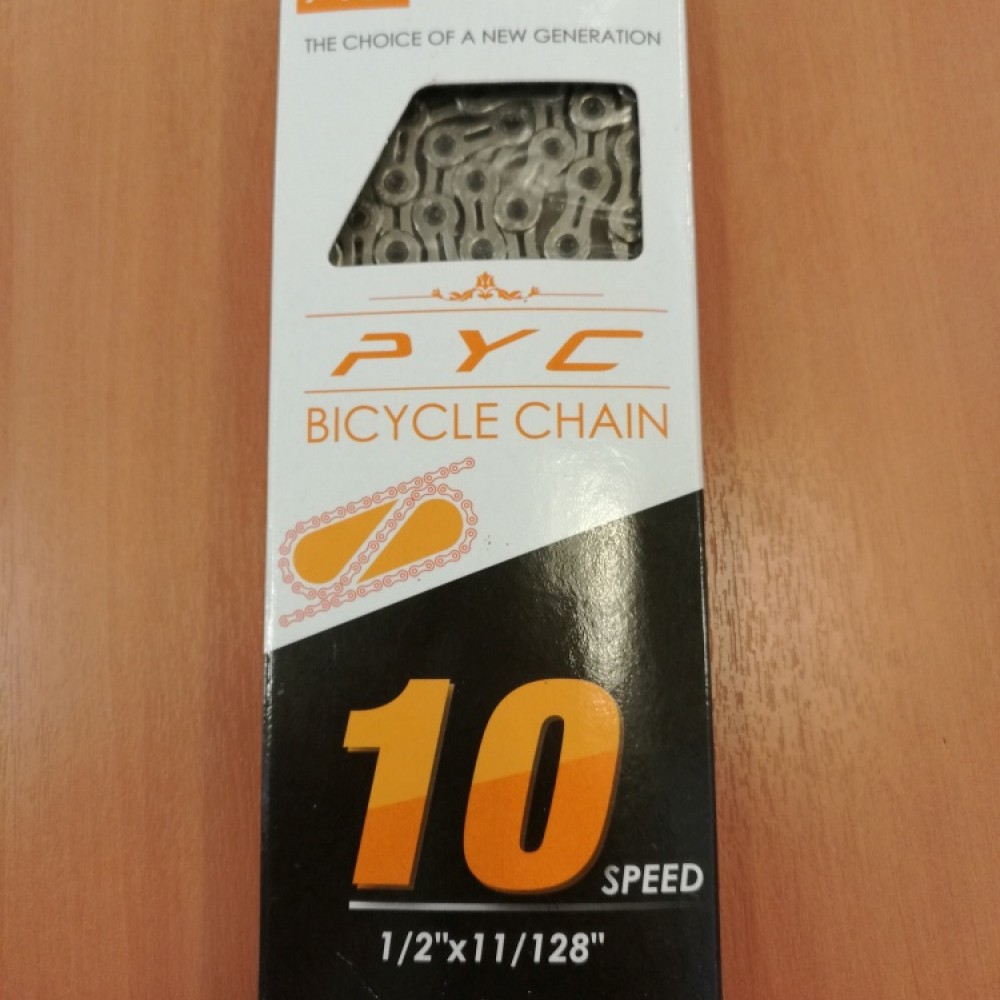 THE CHOICE OF A NEW GENERATION
PYC
BICYCLE CHAIN
10
SPEED
1/2"x11/128"